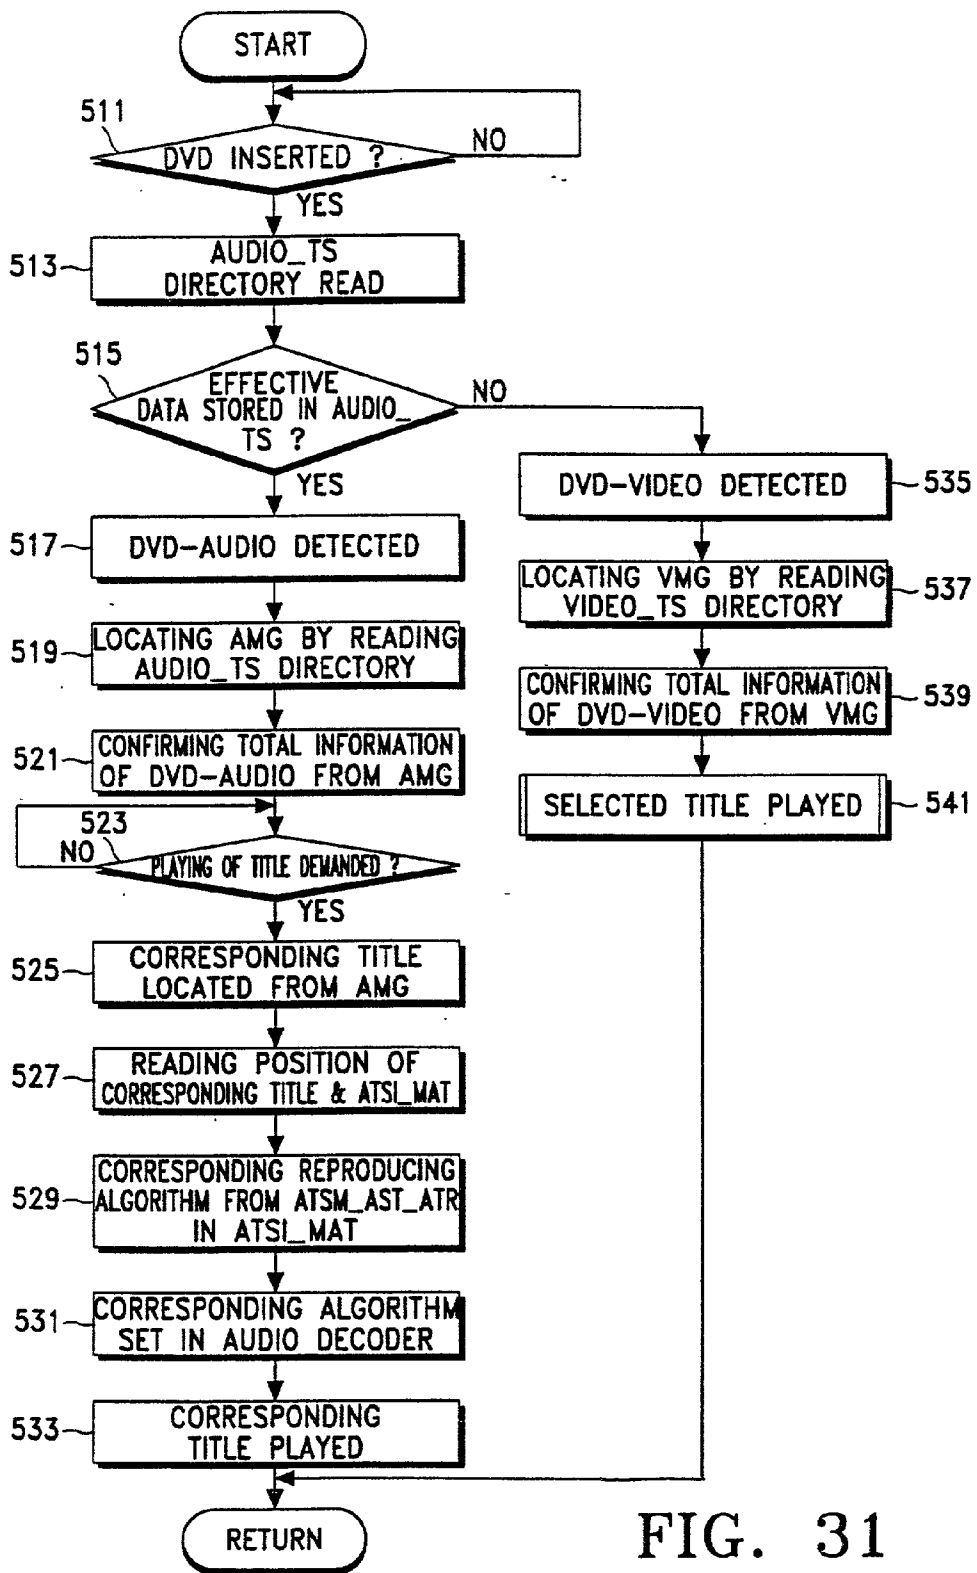 START
511
DVD INSERTED ?
NO
YES
513
AUDIO_TS
DIRECTORY READ
515
EFFECTIVE
DATA STORED IN AUDIO_
TS ?
NO
YES
517
DVD-AUDIO DETECTED
519
LOCATING AMG BY READING
AUDIO_TS DIRECTORY
521
CONFIRMING TOTAL INFORMATION
OF DVD-AUDIO FROM AMG
523
NO
PLAYING OF TITLE DEMANDED ?
YES
525
CORRESPONDING TITLE
LOCATED FROM AMG
527
READING POSITION OF
CORRESPONDING TITLE & ATSI_MAT
529
CORRESPONDING REPRODUCING
ALGORITHM FROM ATSM_AST_ATR
IN ATSI_MAT
531
CORRESPONDING ALGORITHM
SET IN AUDIO DECODER
533
CORRESPONDING
TITLE PLAYED
RETURN
DVD-VIDEO DETECTED
535
LOCATING VMG BY READING
VIDEO_TS DIRECTORY
537
CONFIRMING TOTAL INFORMATION
OF DVD-VIDEO FROM VMG
539
SELECTED TITLE PLAYED
541
FIG. 31